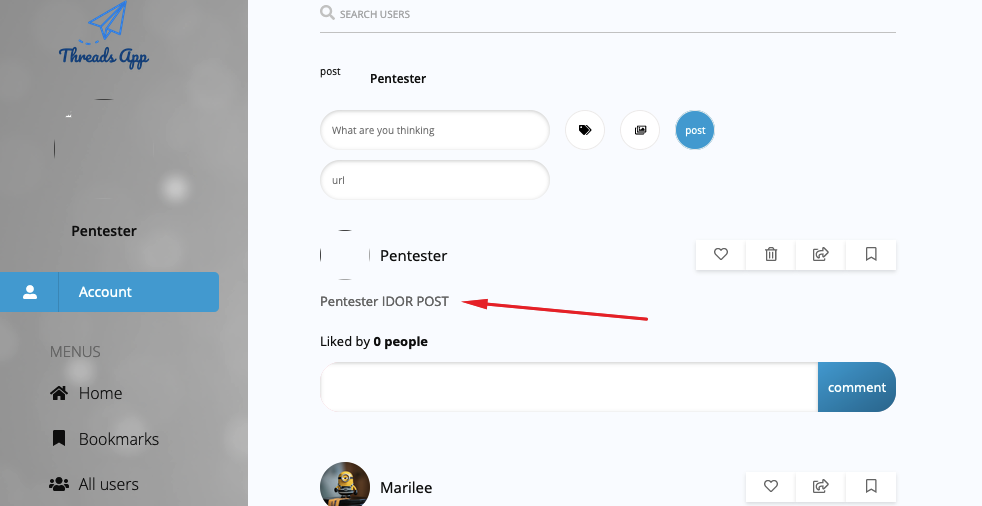 Threads App
Pentester
Account
MENUS
Home
Bookmarks
All users
SEARCH USERS
post
Pentester
What are you thinking
post
url
Pentester
Pentester IDOR POST
Liked by 0 people
comment
Marilee